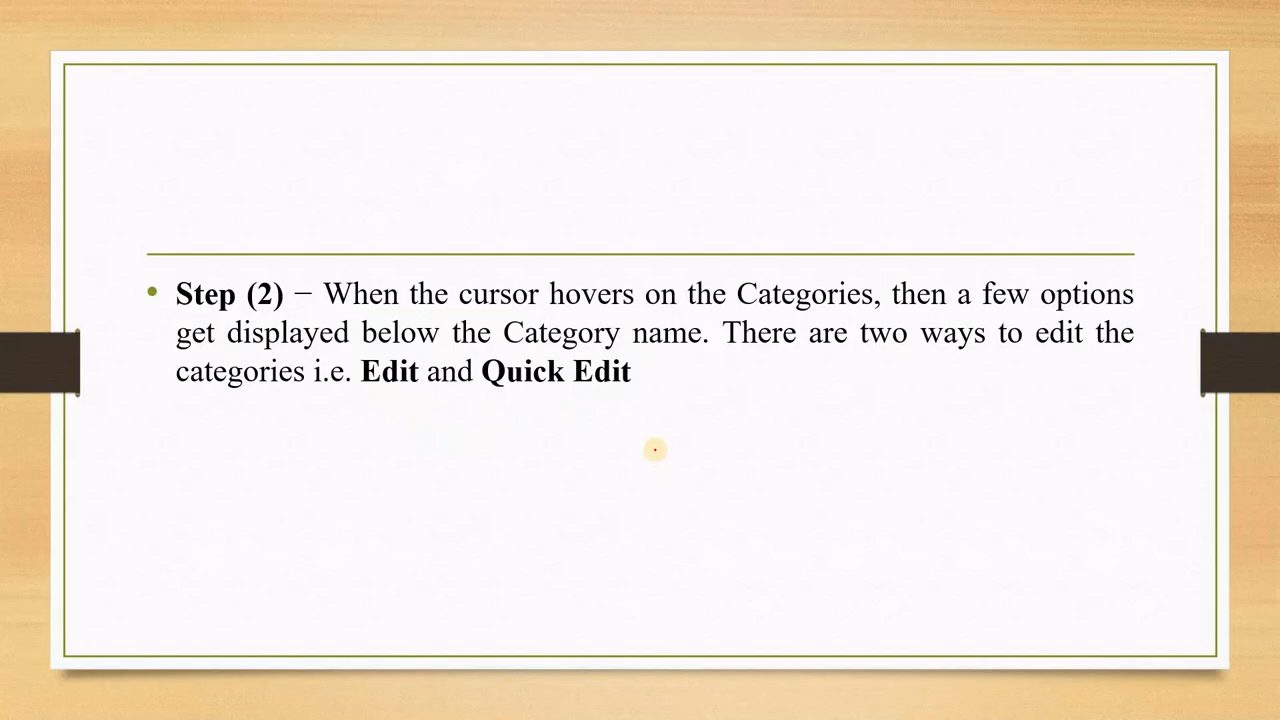 • Step (2) − When the cursor hovers on the Categories, then a few options
get displayed below the Category name. There are two ways to edit the
categories i.e. Edit and Quick Edit